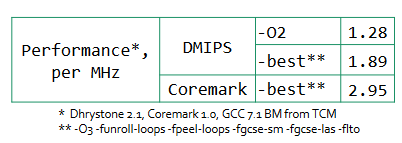 Performance*, per MHz DMIPS -O2 1.28
-best** 1.89
Coremark -best** 2.95
* Dhrystone 2.1, Coremark 1.0, GCC 7.1 BM from TCM
** -O3 -funroll-loops -fpeel-loops -fgcse-sm -fgcse-las -flto